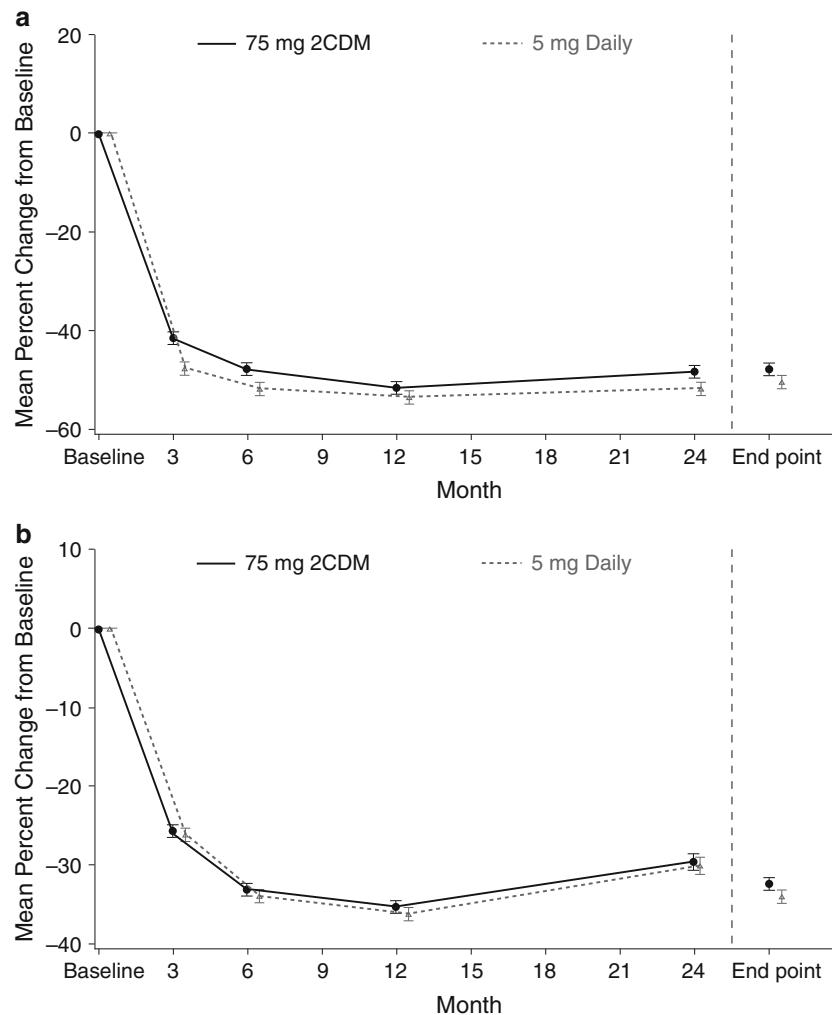 a
20
75 mg 2CDM
5 mg Daily
0
–20
–40
–60
Mean Percent Change from Baseline
Baseline 3 6 9 12 15 18 21 24 End point
Month
b
10
75 mg 2CDM
5 mg Daily
0
–10
–20
–30
–40
Mean Percent Change from Baseline
Baseline 3 6 9 12 15 18 21 24 End point
Month